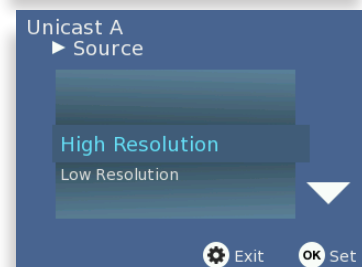 Unicast A
Source
High Resolution
Low Resolution
Exit OK Set